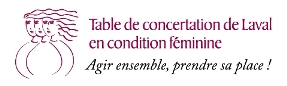 Table de concertation de Laval
en condition féminine
Agir ensemble, prendre sa place !